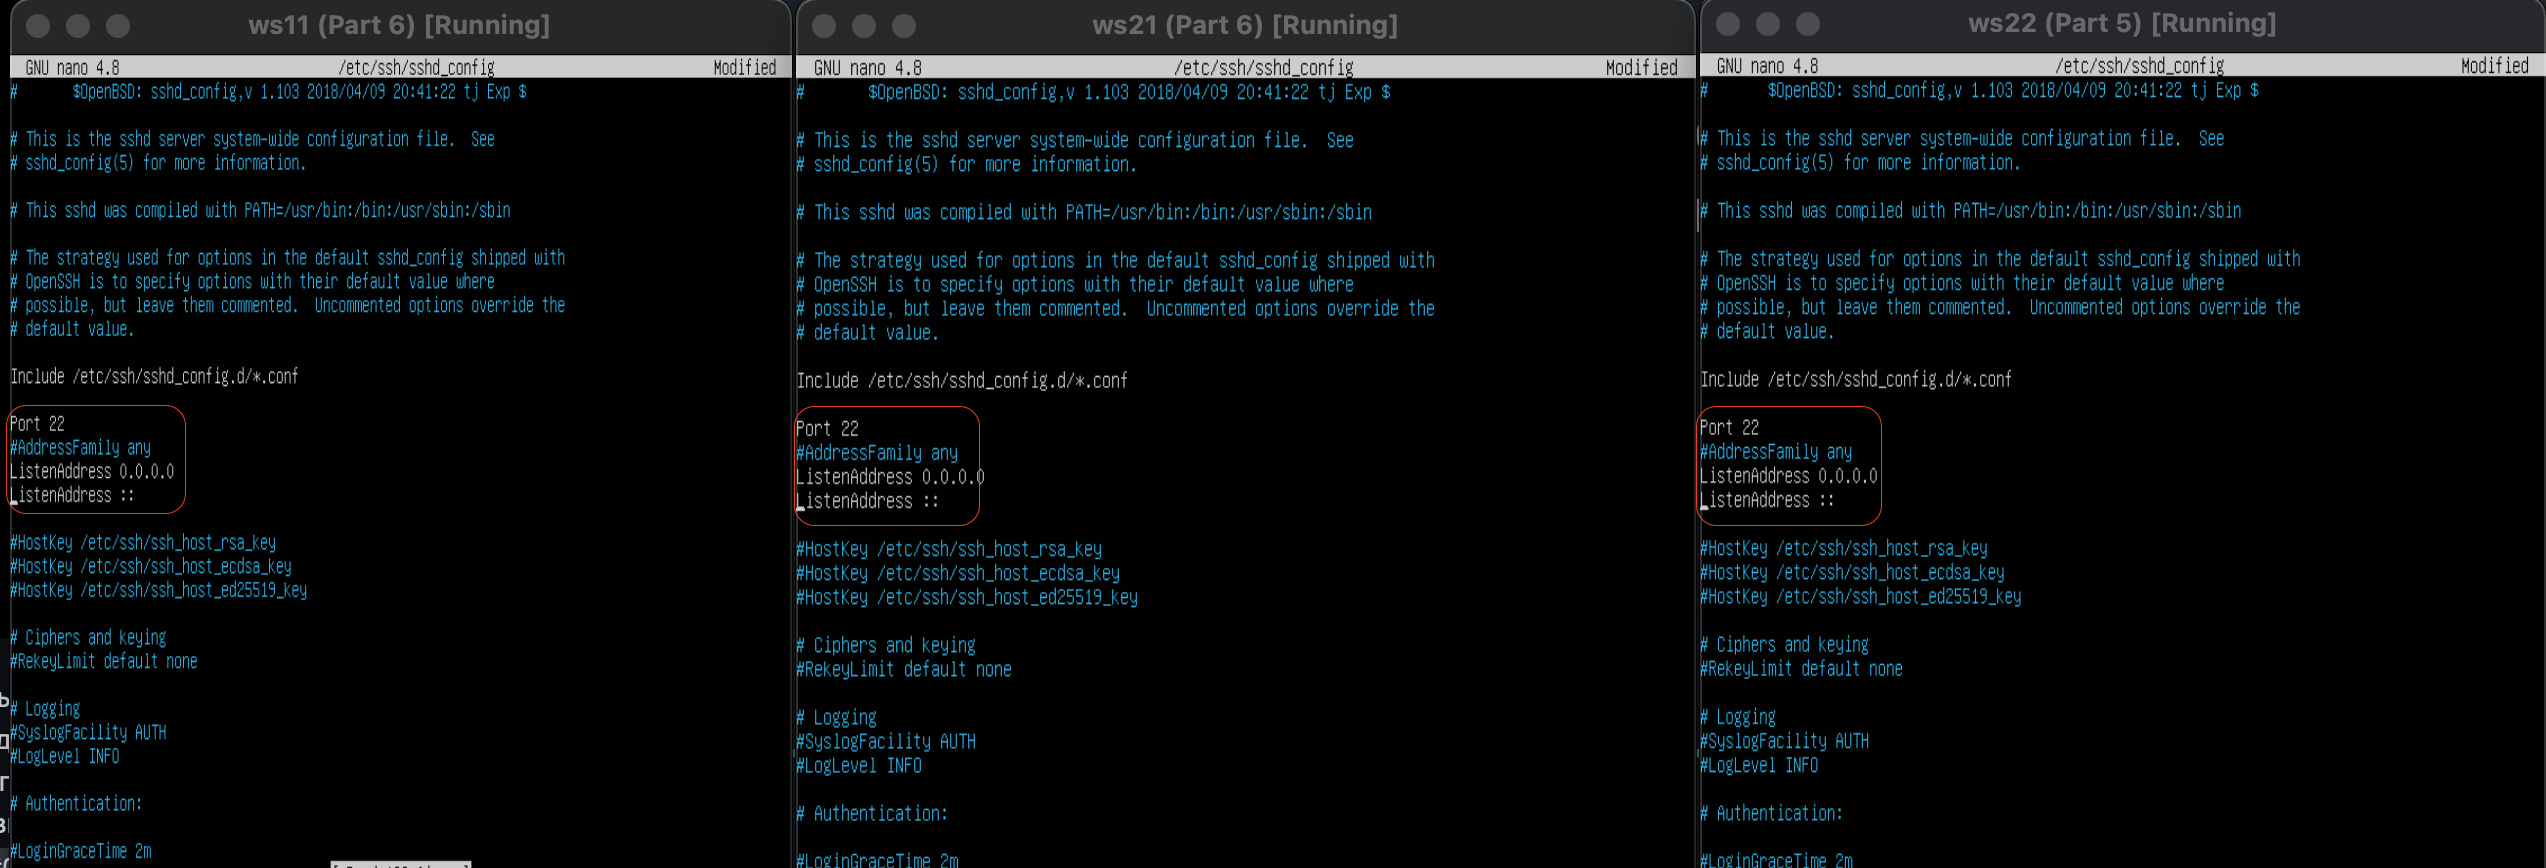 ws11 (Part 6) [Running]
GNU nano 4.8 /etc/ssh/sshd_config Modified
# $OpenBSD: sshd_config,v 1.103 2018/04/09 20:41:22 tj Exp $
# This is the sshd server system-wide configuration file. See
# sshd_config(5) for more information.
# This sshd was compiled with PATH=/usr/bin:/bin:/usr/sbin:/sbin
# The strategy used for options in the default sshd_config shipped with
# OpenSSH is to specify options with their default value where
# possible, but leave them commented. Uncommented options override the
# default value.
Include /etc/ssh/sshd_config.d/*.conf
Port 22
#AddressFamily any
ListenAddress 0.0.0.0
ListenAddress ::
#HostKey /etc/ssh/ssh_host_rsa_key
#HostKey /etc/ssh/ssh_host_ecdsa_key
#HostKey /etc/ssh/ssh_host_ed25519_key
# Ciphers and keying
#RekeyLimit default none
# Logging
#SyslogFacility AUTH
#LogLevel INFO
# Authentication:
#LoginGraceTime 2m
ws21 (Part 6) [Running]
GNU nano 4.8 /etc/ssh/sshd_config Modified
# $OpenBSD: sshd_config,v 1.103 2018/04/09 20:41:22 tj Exp $
# This is the sshd server system-wide configuration file. See
# sshd_config(5) for more information.
# This sshd was compiled with PATH=/usr/bin:/bin:/usr/sbin:/sbin
# The strategy used for options in the default sshd_config shipped with
# OpenSSH is to specify options with their default value where
# possible, but leave them commented. Uncommented options override the
# default value.
Include /etc/ssh/sshd_config.d/*.conf
Port 22
#AddressFamily any
ListenAddress 0.0.0.0
ListenAddress ::
#HostKey /etc/ssh/ssh_host_rsa_key
#HostKey /etc/ssh/ssh_host_ecdsa_key
#HostKey /etc/ssh/ssh_host_ed25519_key
# Ciphers and keying
#RekeyLimit default none
# Logging
#SyslogFacility AUTH
#LogLevel INFO
# Authentication:
#LoginGraceTime 2m
ws22 (Part 5) [Running]
GNU nano 4.8 /etc/ssh/sshd_config Modified
# $OpenBSD: sshd_config,v 1.103 2018/04/09 20:41:22 tj Exp $
# This is the sshd server system-wide configuration file. See
# sshd_config(5) for more information.
# This sshd was compiled with PATH=/usr/bin:/bin:/usr/sbin:/sbin
# The strategy used for options in the default sshd_config shipped with
# OpenSSH is to specify options with their default value where
# possible, but leave them commented. Uncommented options override the
# default value.
Include /etc/ssh/sshd_config.d/*.conf
Port 22
#AddressFamily any
ListenAddress 0.0.0.0
ListenAddress ::
#HostKey /etc/ssh/ssh_host_rsa_key
#HostKey /etc/ssh/ssh_host_ecdsa_key
#HostKey /etc/ssh/ssh_host_ed25519_key
# Ciphers and keying
#RekeyLimit default none
# Logging
#SyslogFacility AUTH
#LogLevel INFO
# Authentication:
#LoginGraceTime 2m